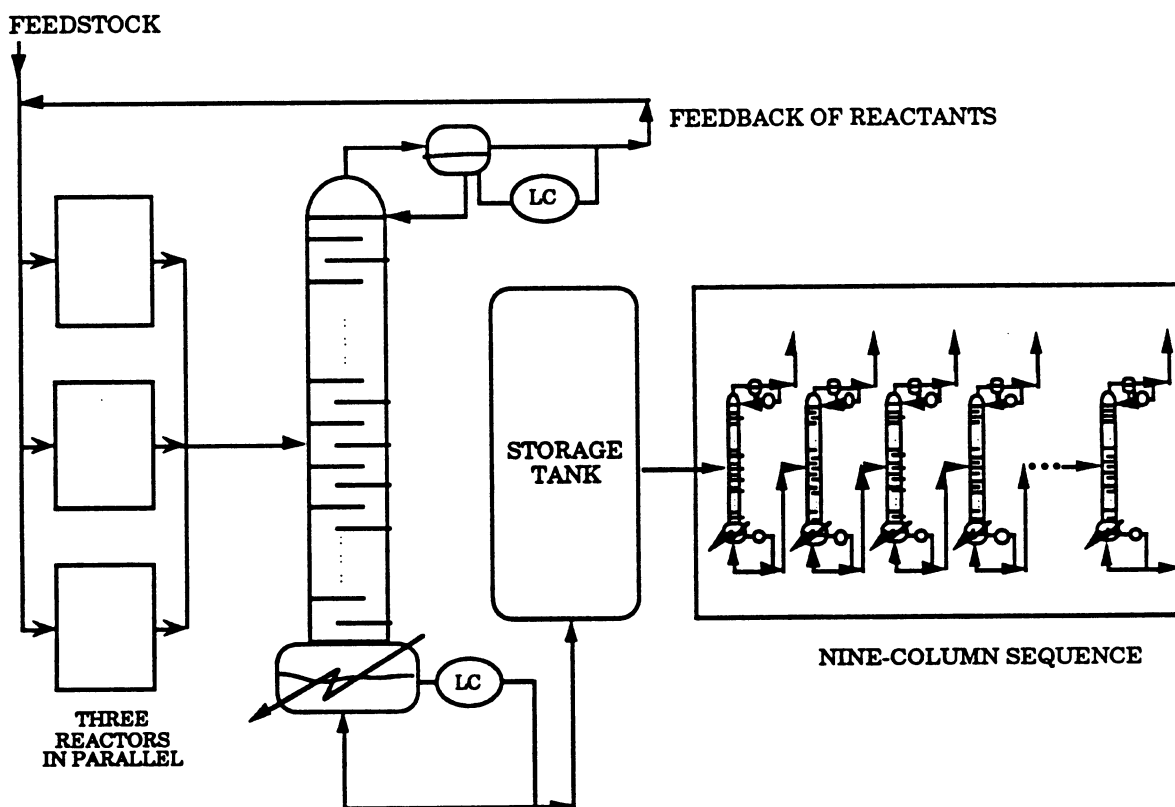 FEEDSTOCK
FEEDBACK OF REACTANTS
LC
STORAGE
TANK
LC
NINE-COLUMN SEQUENCE
THREE
REACTORS
IN PARALLEL